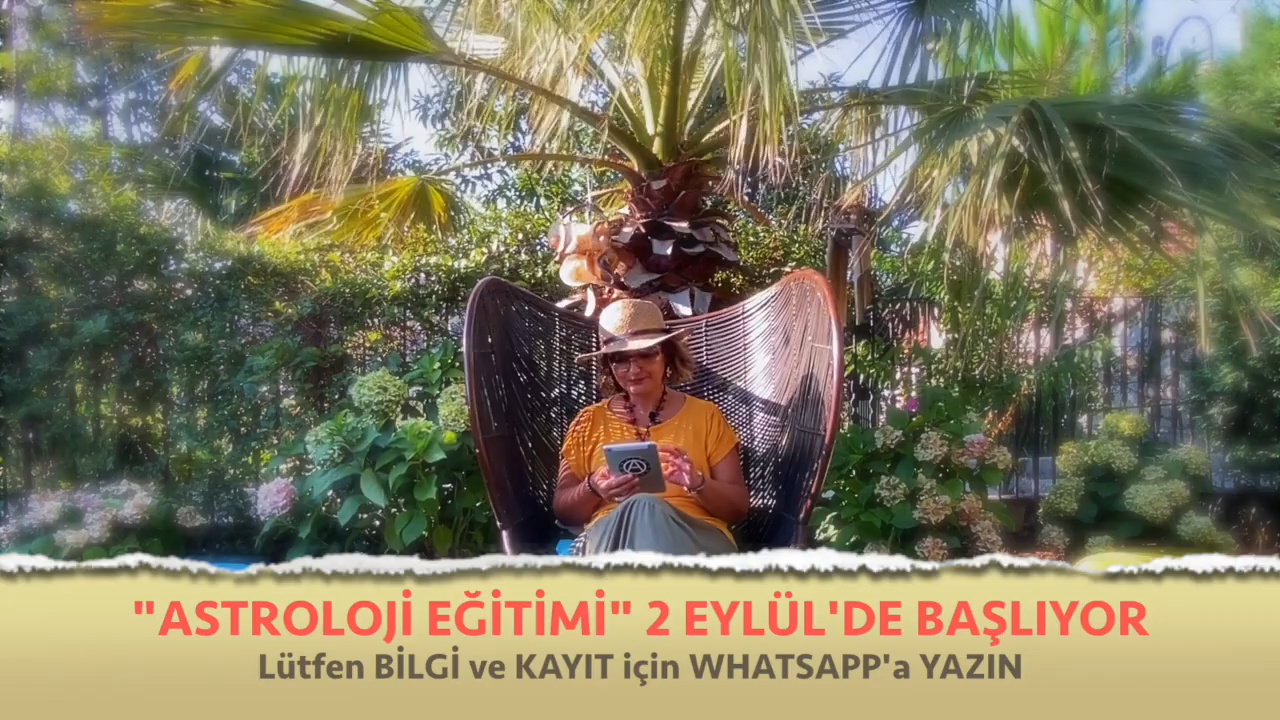 "ASTROLOJİ EĞİTİMİ" 2 EYLÜL'DE BAŞLIYOR
Lütfen BİLGİ ve KAYIT için WHATSAPP'a YAZIN